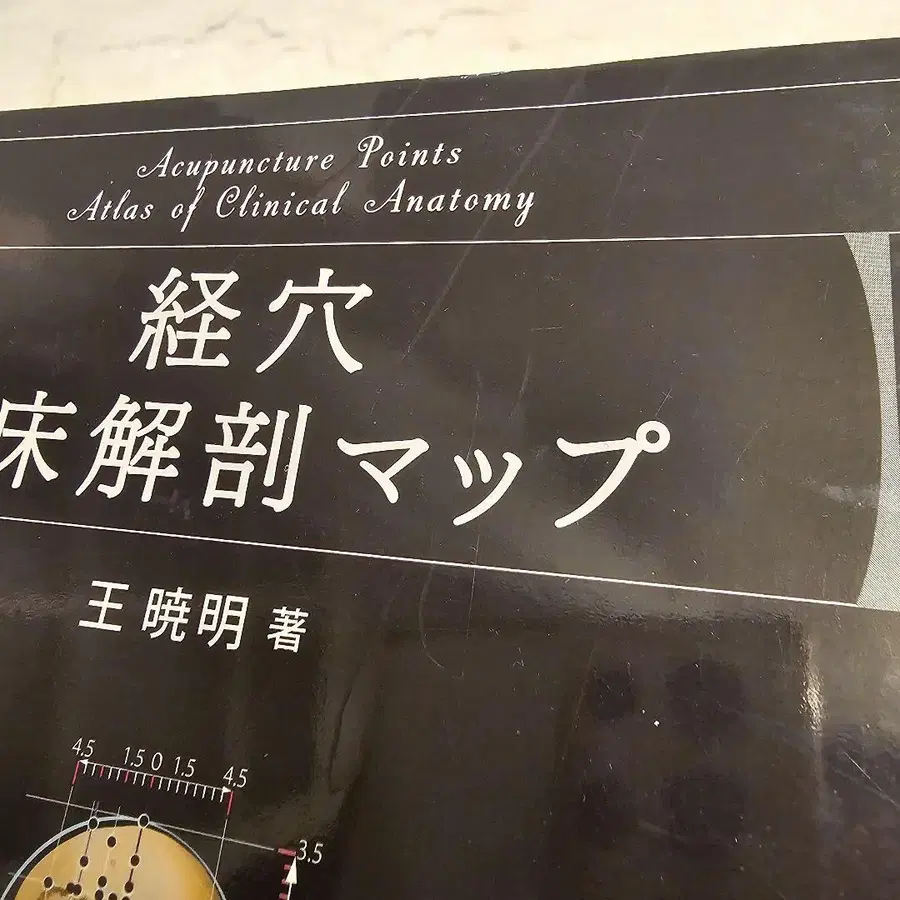 Acupuncture Points
Atlas of Clinical Anatomy
経穴
床解剖マップ
王 暁明 著
4.5 1.5 0 1.5 4.5
3.5